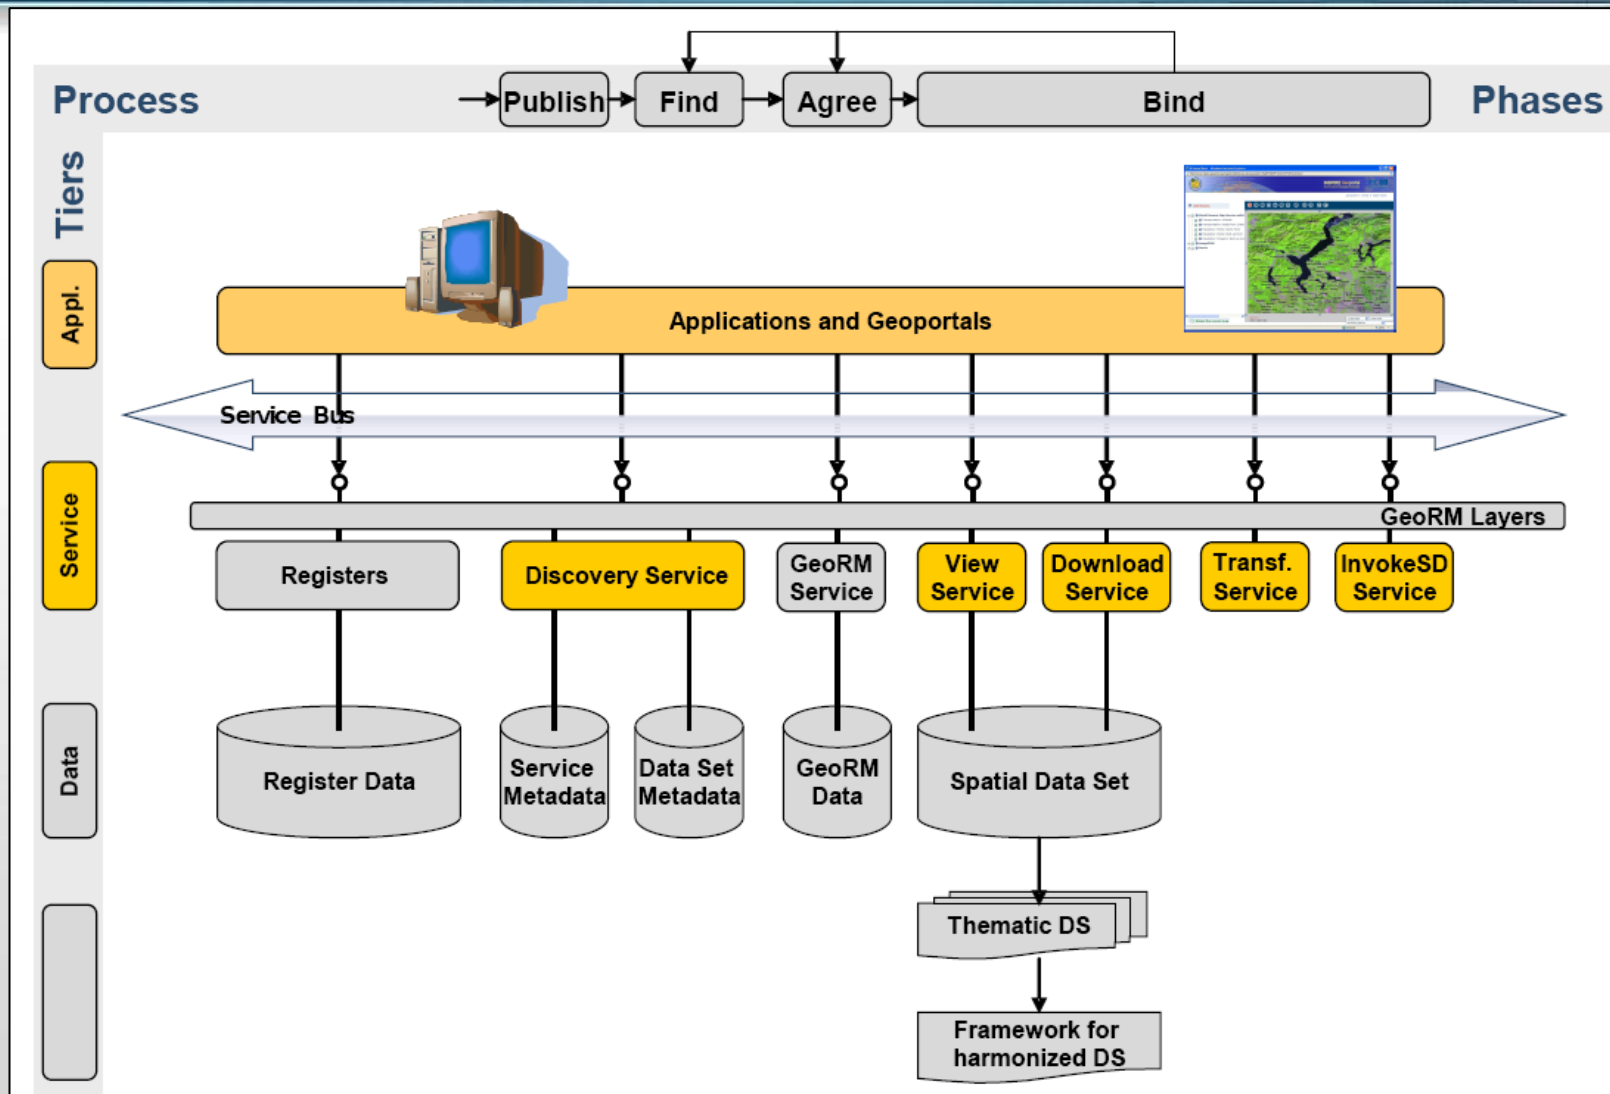 Process
Publish
Find
Agree
Bind
Phases
Tiers
Appl.
Applications and Geoportals
Service Bus
Service
GeoRM Layers
Registers
Discovery Service
GeoRM
Service
View
Service
Download
Service
Transf.
Service
InvokeSD
Service
Data
Register Data
Service
Metadata
Data Set
Metadata
GeoRM
Data
Spatial Data Set
Thematic DS
Framework for
harmonized DS